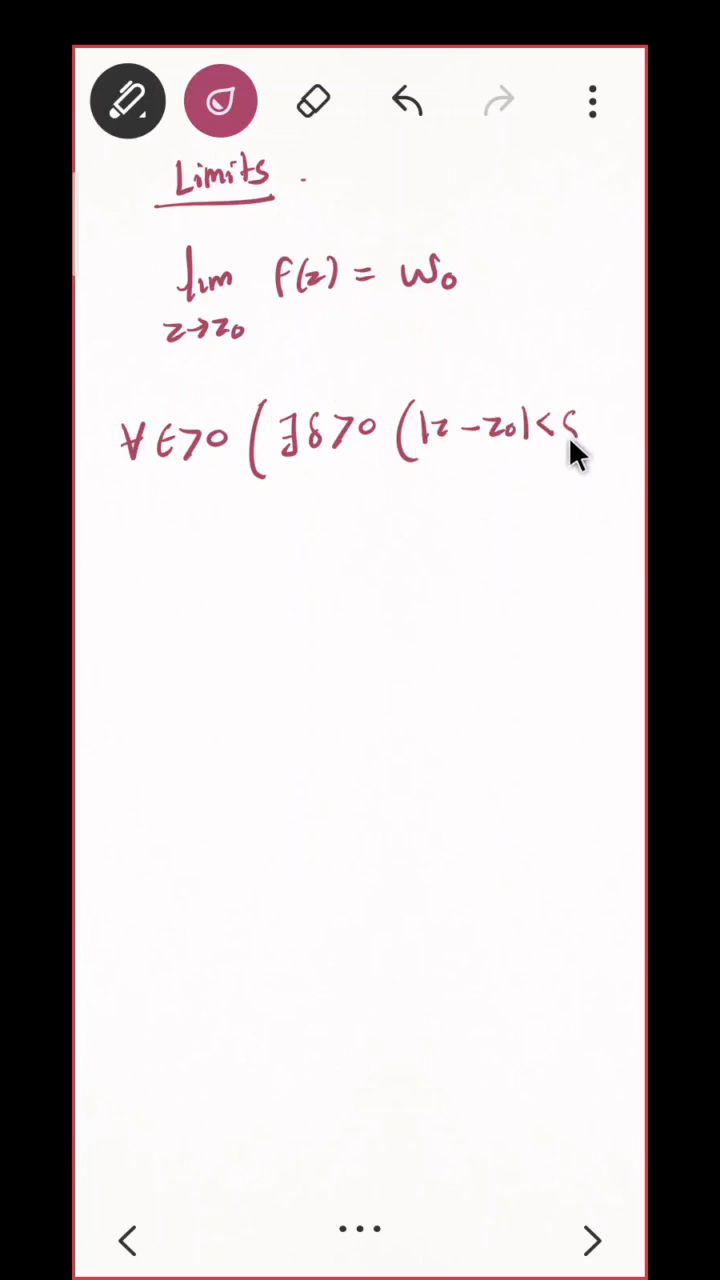 Limits .
lim f(z) = w₀
z→z₀
∀ ϵ>0 ( ∃ δ>0 ( |z - z₀| < δ